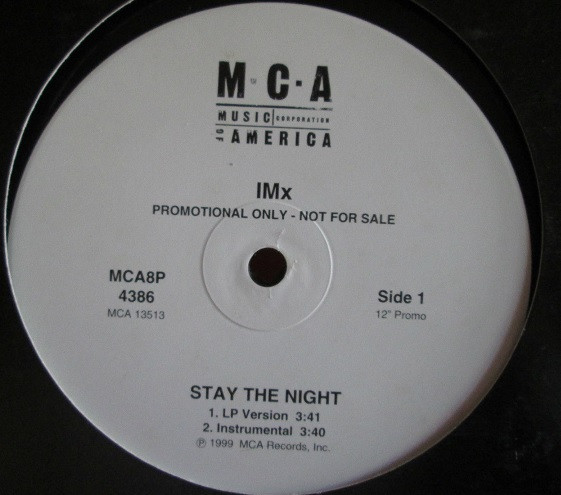 M·C·A
MUSIC CORPORATION
OF AMERICA
IMx
PROMOTIONAL ONLY - NOT FOR SALE
MCA8P
4386
MCA 13513
Side 1
12" Promo
STAY THE NIGHT
1. LP Version 3:41
2. Instrumental 3:40
℗ 1999 MCA Records, Inc.